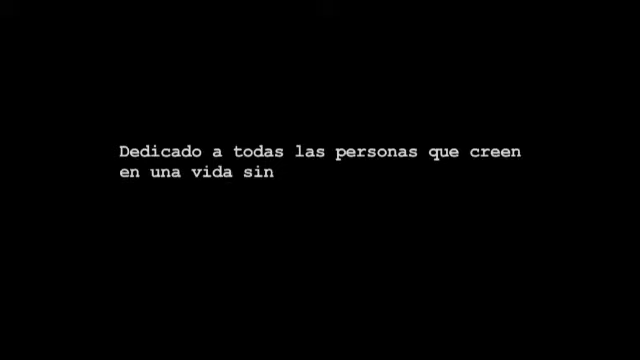 Dedicado a todas las personas que creen
en una vida sin